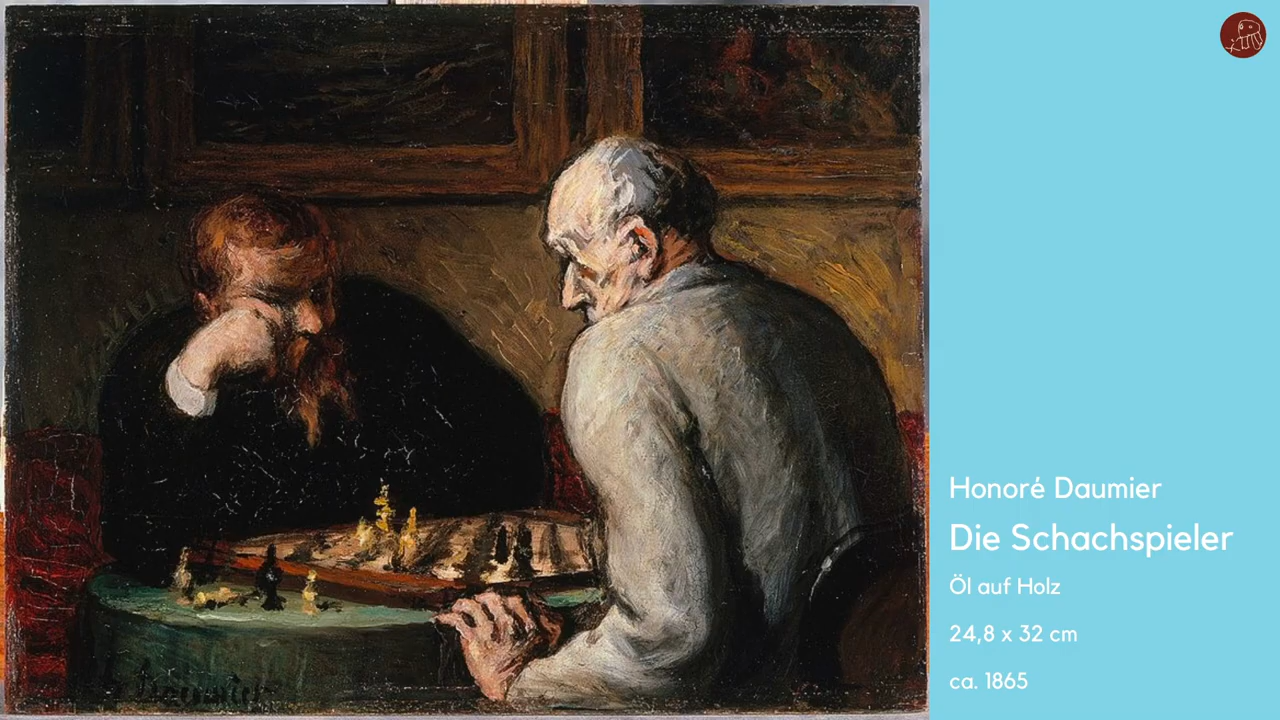 Honoré Daumier
Die Schachspieler
Öl auf Holz
24,8 x 32 cm
ca. 1865